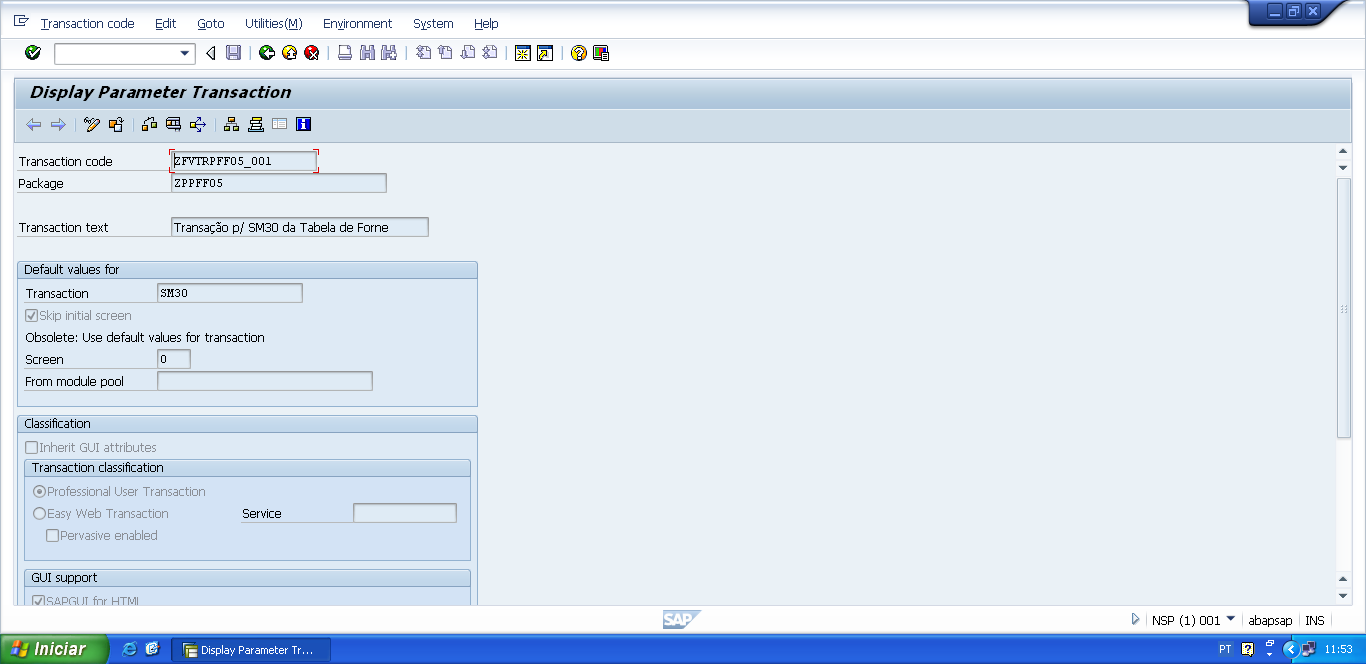 Transaction code Edit Goto Utilities(M) Environment System Help
Display Parameter Transaction
Transaction code ZFVTRPFF05_001
Package ZPPFF05
Transaction text Transação p/ SM30 da Tabela de Forne
Default values for
Transaction SM30
Skip initial screen
Obsolete: Use default values for transaction
Screen 0
From module pool
Classification
Inherit GUI attributes
Transaction classification
Professional User Transaction
Easy Web Transaction Service
Pervasive enabled
GUI support
SAPGUI for HTML
SAP NSP (1) 001 abapsap INS
Iniciar Display Parameter Tr... PT 11:53